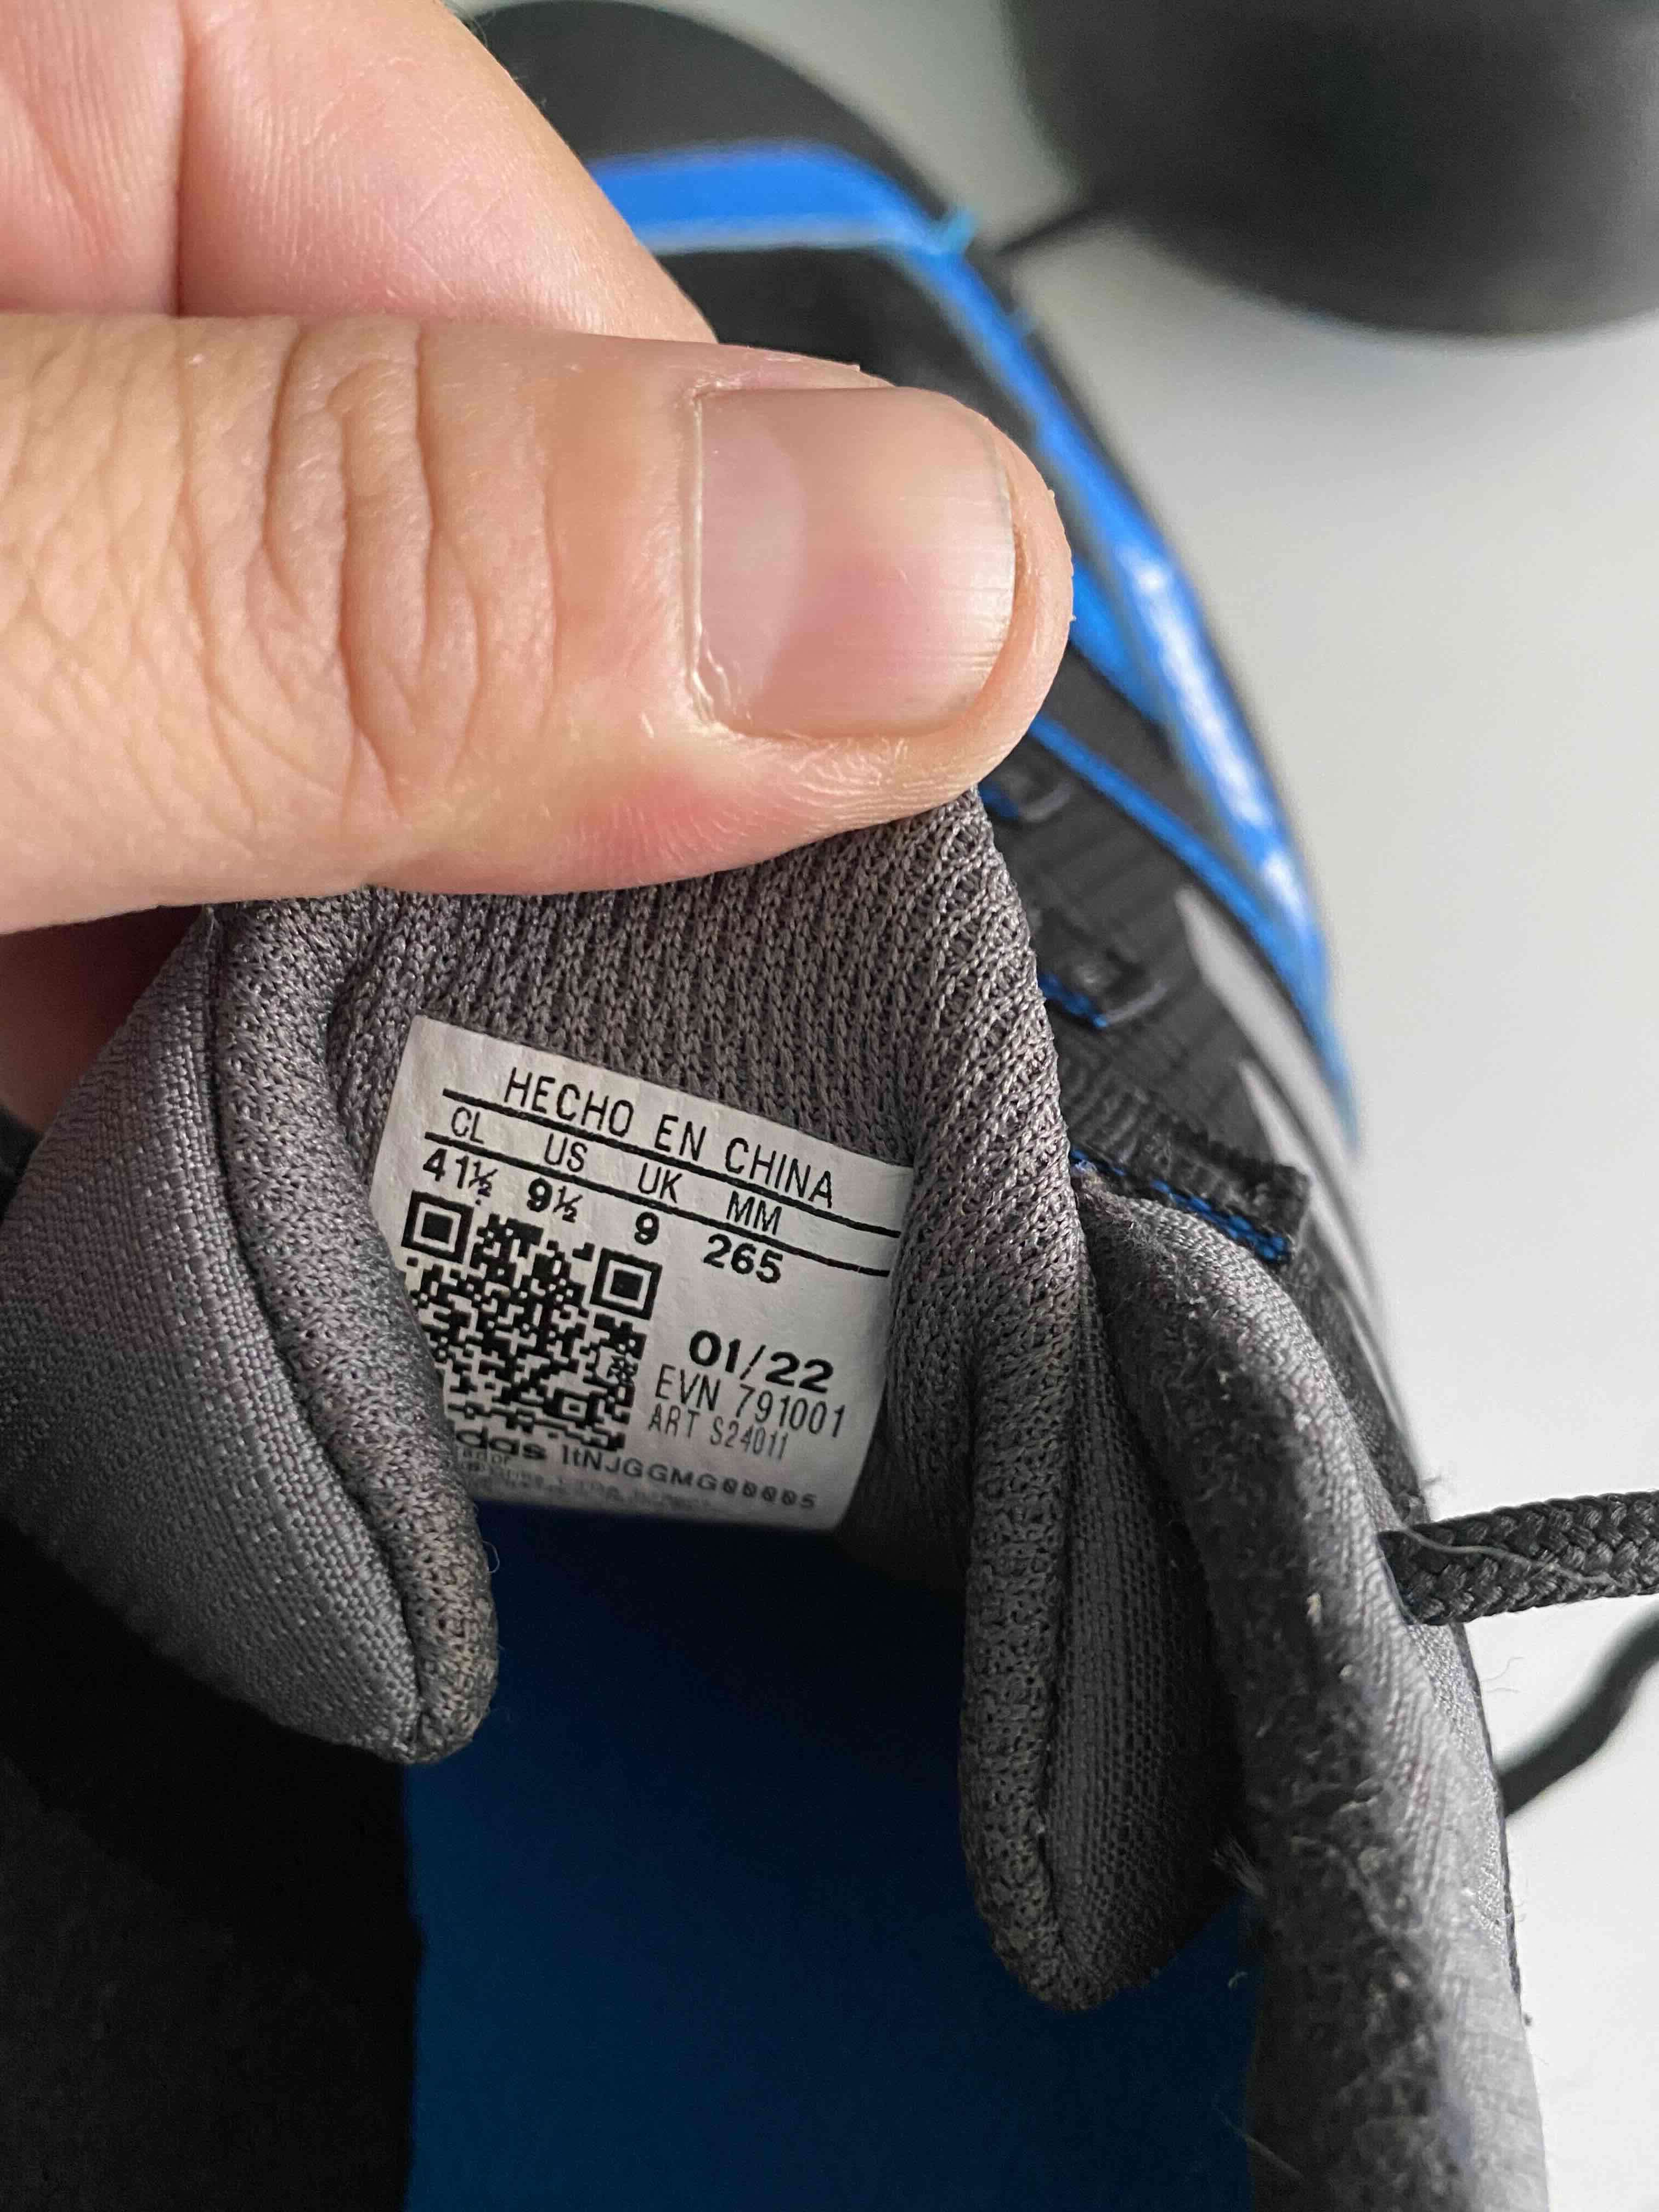 HECHO EN CHINA
CL US UK MM
41½ 9½ 9 265
01/22
EVN 791001
ART S24011
1tNJGGMG00005